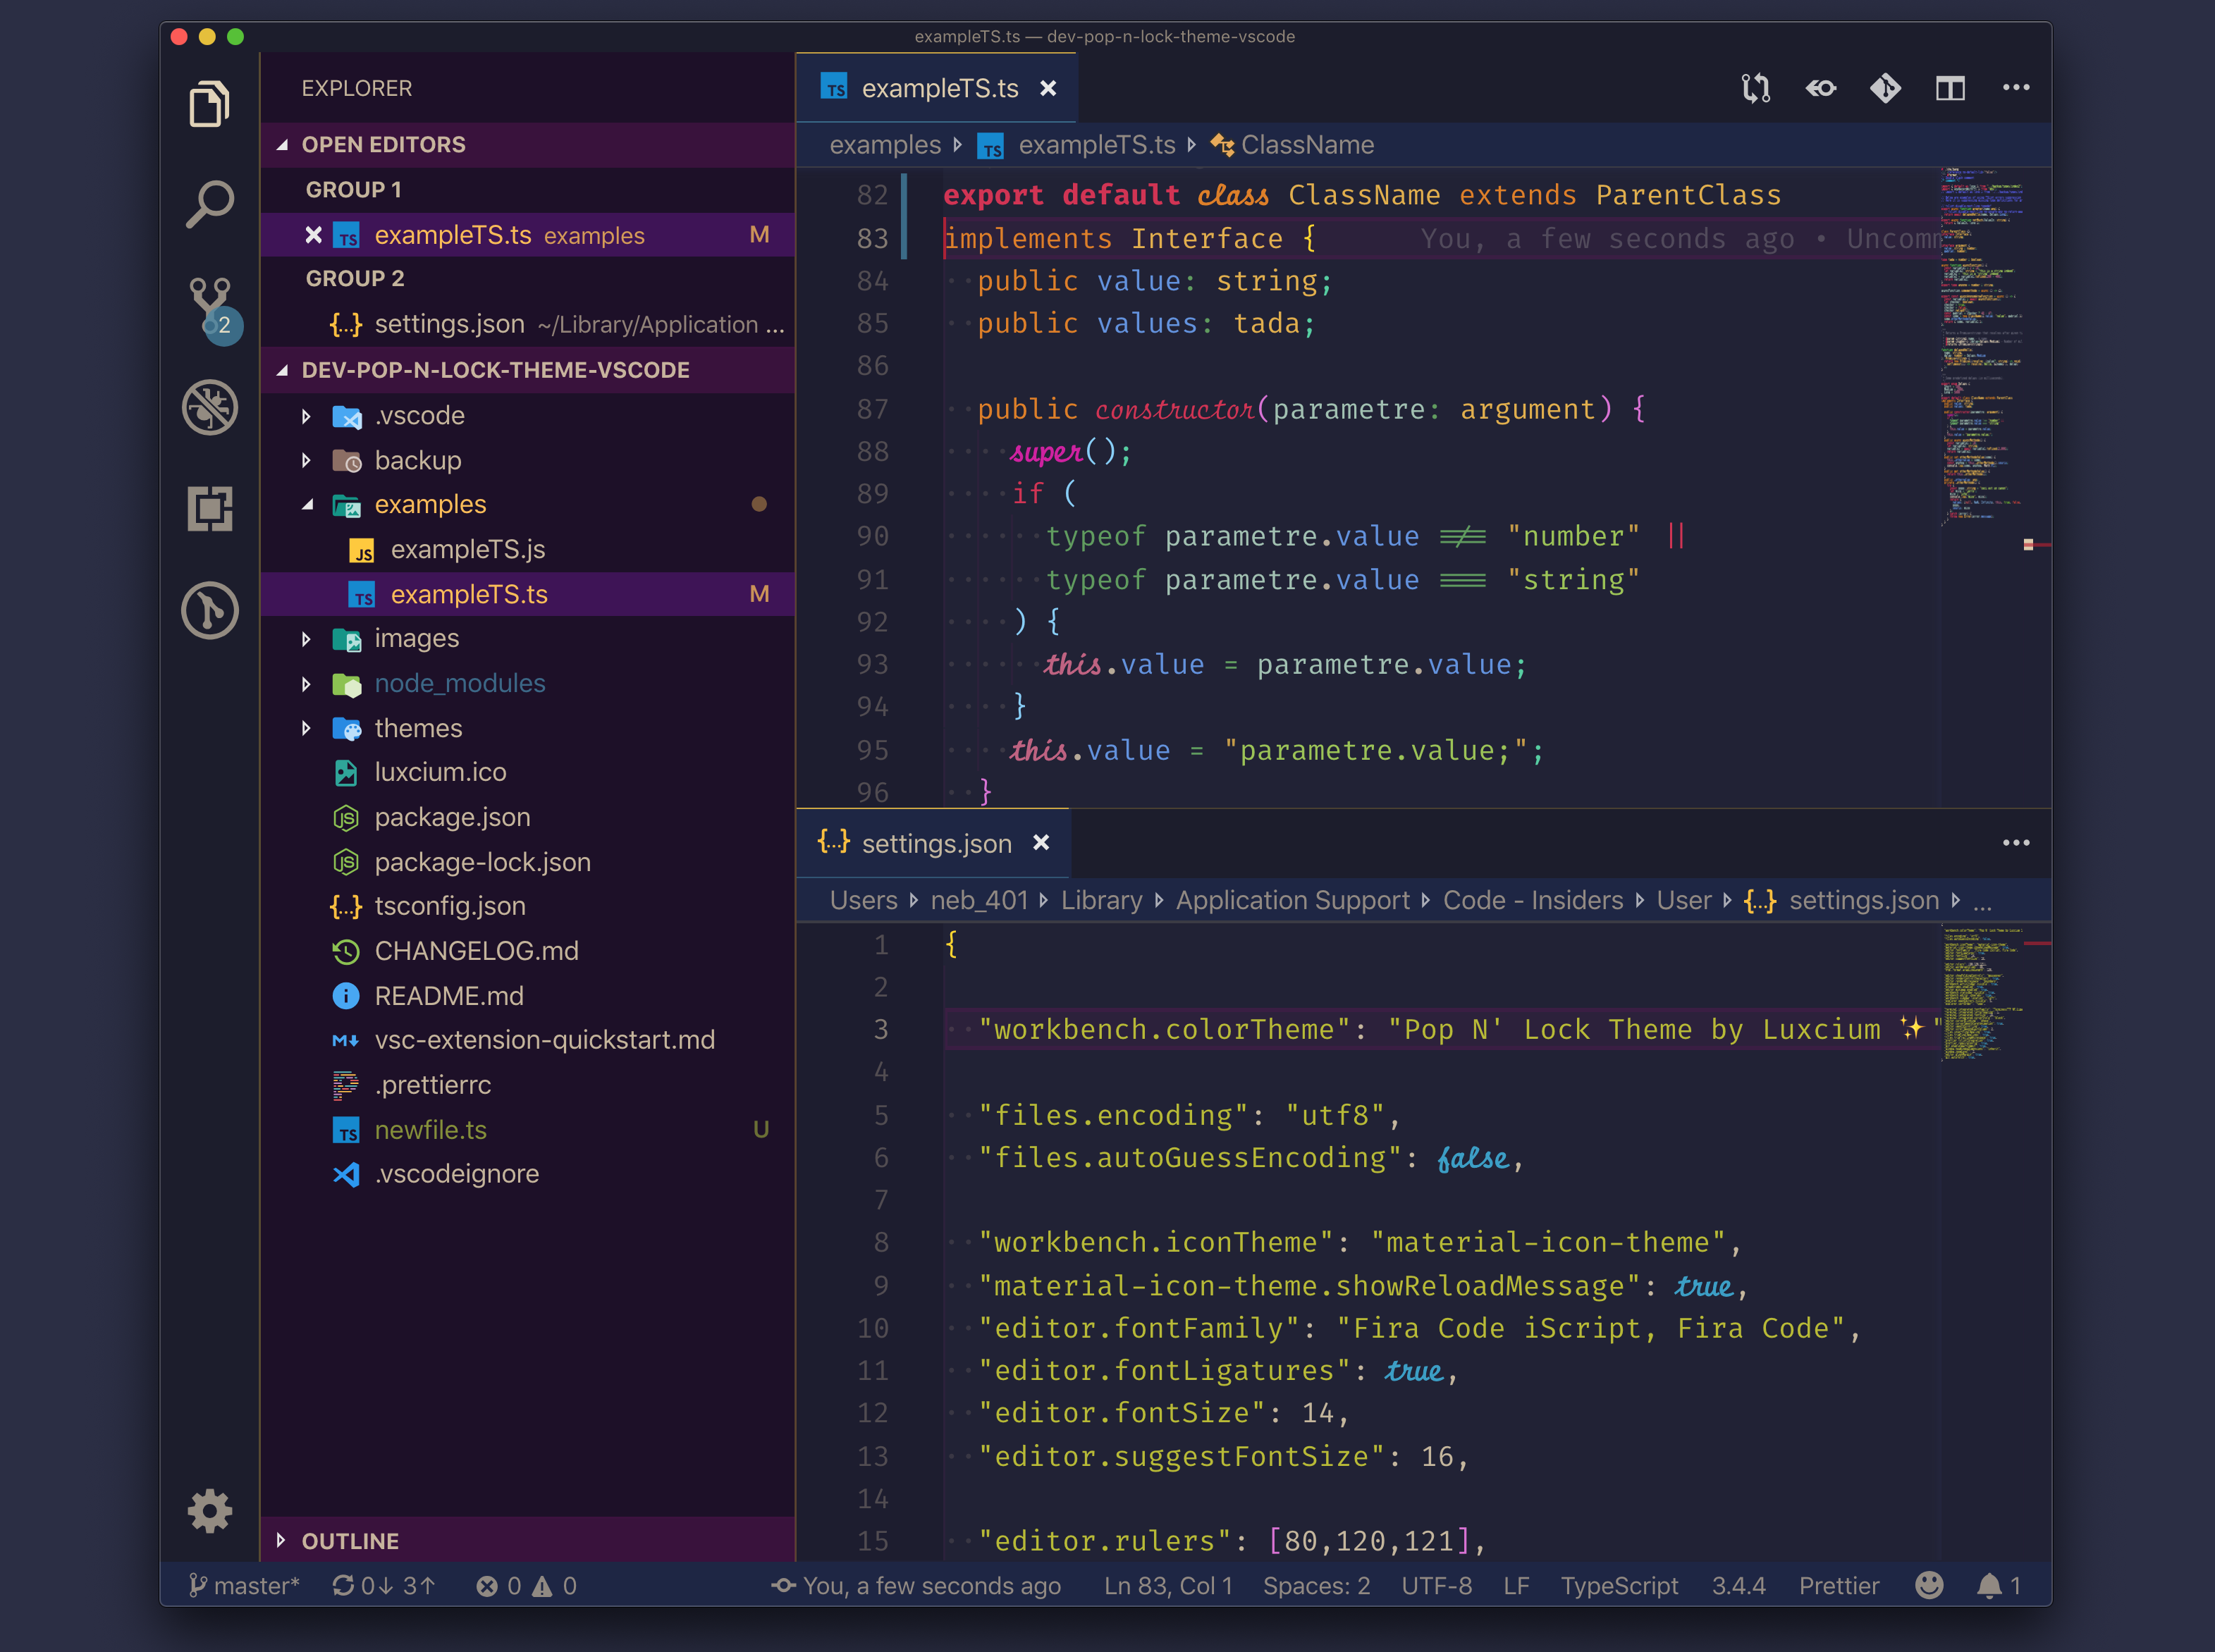 exampleTS.ts — dev-pop-n-lock-theme-vscode
EXPLORER
OPEN EDITORS
GROUP 1
TS exampleTS.ts examples M
GROUP 2
{...} settings.json ~/Library/Application ...
2
DEV-POP-N-LOCK-THEME-VSCODE
.vscode
backup
examples
JS exampleTS.js
TS exampleTS.ts M
images
node_modules
themes
luxcium.ico
JS package.json
JS package-lock.json
{...} tsconfig.json
CHANGELOG.md
README.md
M vsc-extension-quickstart.md
.prettierrc
TS newfile.ts U
.vscodeignore
OUTLINE
TS exampleTS.ts
examples TS exampleTS.ts ClassName
82 export default class ClassName extends ParentClass
83 implements Interface { You, a few seconds ago • Uncom
84 public value: string;
85 public values: tada;
86
87 public constructor(parametre: argument) {
88 super();
89 if (
90 typeof parametre.value !== "number" ||
91 typeof parametre.value === "string"
92 ) {
93 this.value = parametre.value;
94 }
95 this.value = "parametre.value;";
96 }
{...} settings.json
Users neb_401 Library Application Support Code - Insiders User {...} settings.json ...
1 {
2
3 "workbench.colorTheme": "Pop N' Lock Theme by Luxcium ✨"
4
5 "files.encoding": "utf8",
6 "files.autoGuessEncoding": false,
7
8 "workbench.iconTheme": "material-icon-theme",
9 "material-icon-theme.showReloadMessage": true,
10 "editor.fontFamily": "Fira Code iScript, Fira Code",
11 "editor.fontLigatures": true,
12 "editor.fontSize": 14,
13 "editor.suggestFontSize": 16,
14
15 "editor.rulers": [80,120,121],
master* 0↓ 3↑ 0 0 You, a few seconds ago Ln 83, Col 1 Spaces: 2 UTF-8 LF TypeScript 3.4.4 Prettier 1